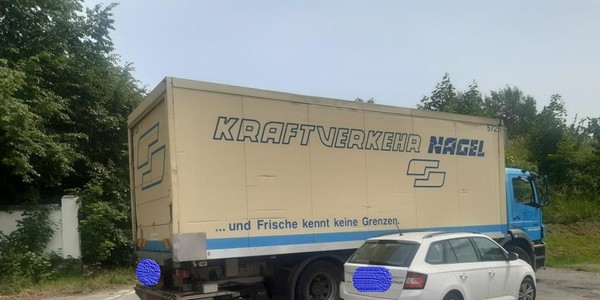 KRAFTVERKEHR NAGEL
...und Frische kennt keine Grenzen.